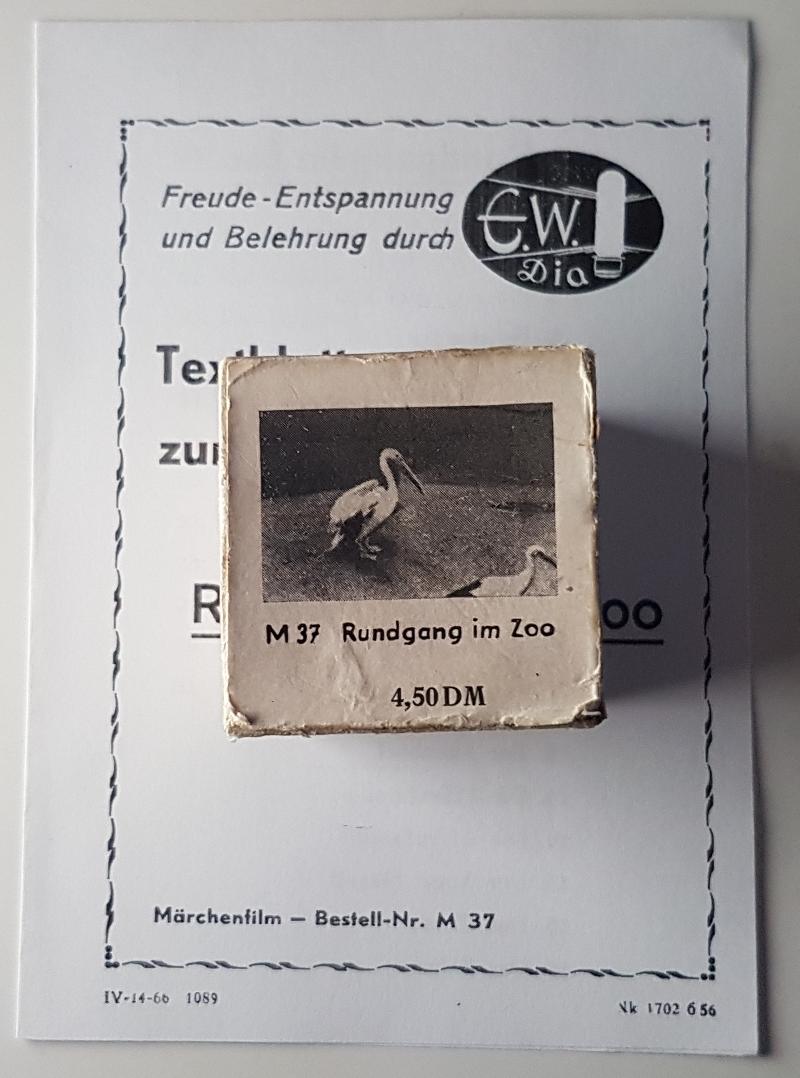 Freude - Entspannung
und Belehrung durch
E.W.
Dia
M 37 Rundgang im Zoo
4,50 DM
Märchenfilm — Bestell-Nr. M 37
IV-14-66 1089
Nk 1702 6 56